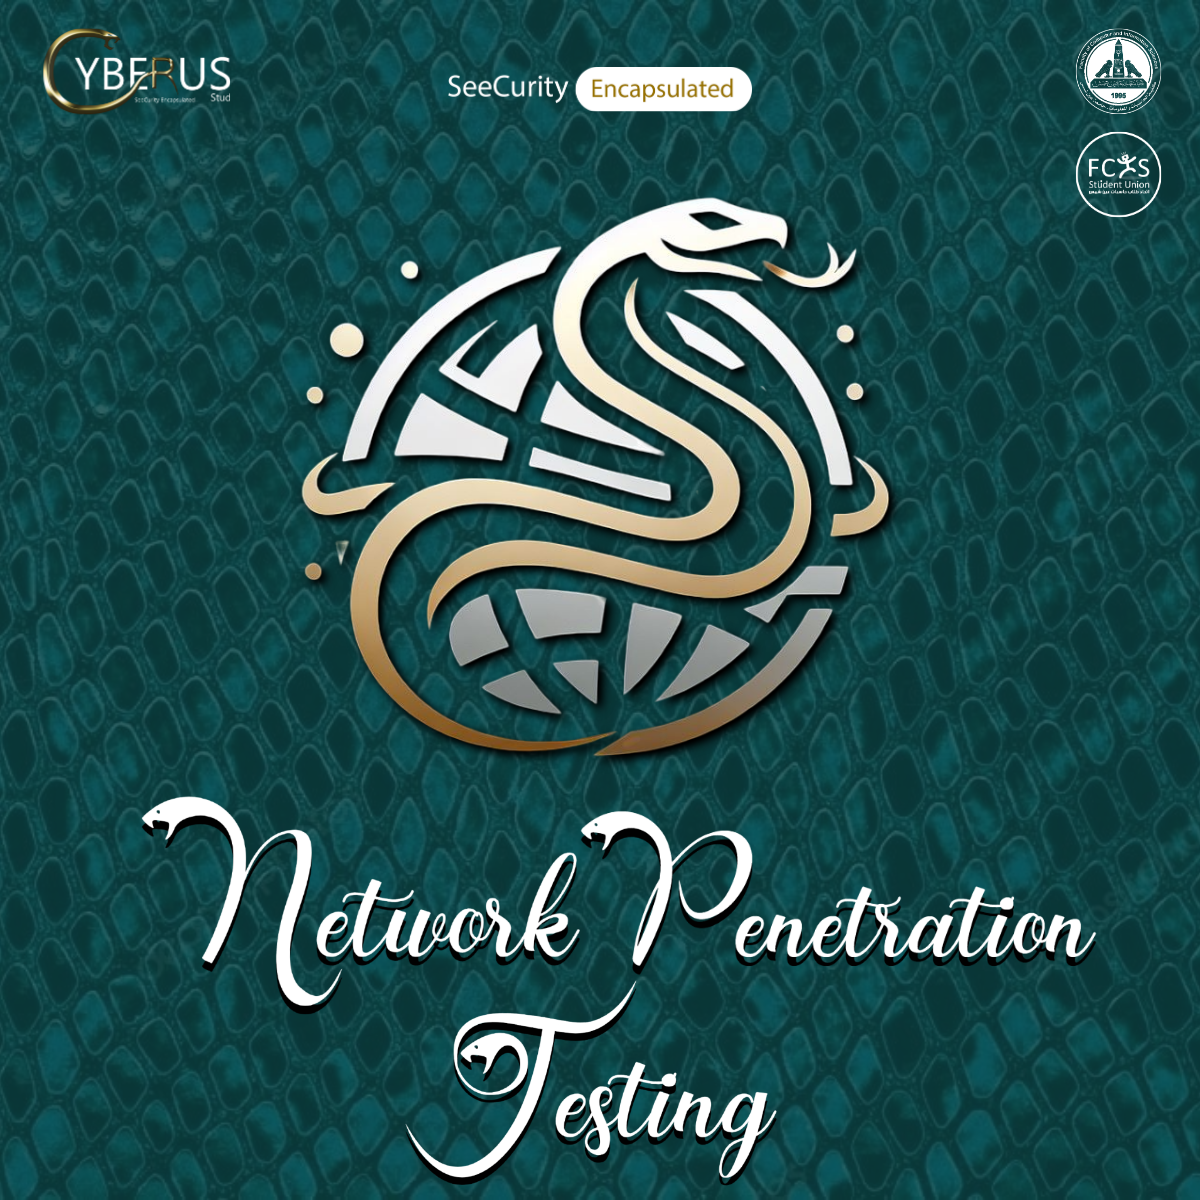 CYBERUS
SeeCurity Encapsulated
Stud
SeeCurity Encapsulated
1995
FCIS
Student Union
Network Penetration
Testing